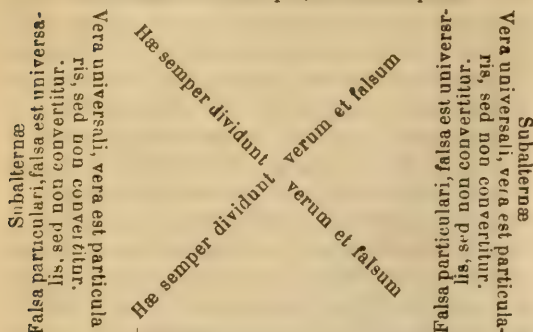 Subalternæ
Falsa particulari, falsa est universa-
lis, sed non convertitur.
Vera universali, vera est particula
ris, sed non convertitur.
Hæ semper dividunt verum et falsum
Hæ semper dividunt verum et falsum
Falsa particulari, falsa est universr-
lis, sed non convertitur.
Vera universali, vera est particula-
ris, sed non convertitur.
Subalternæ